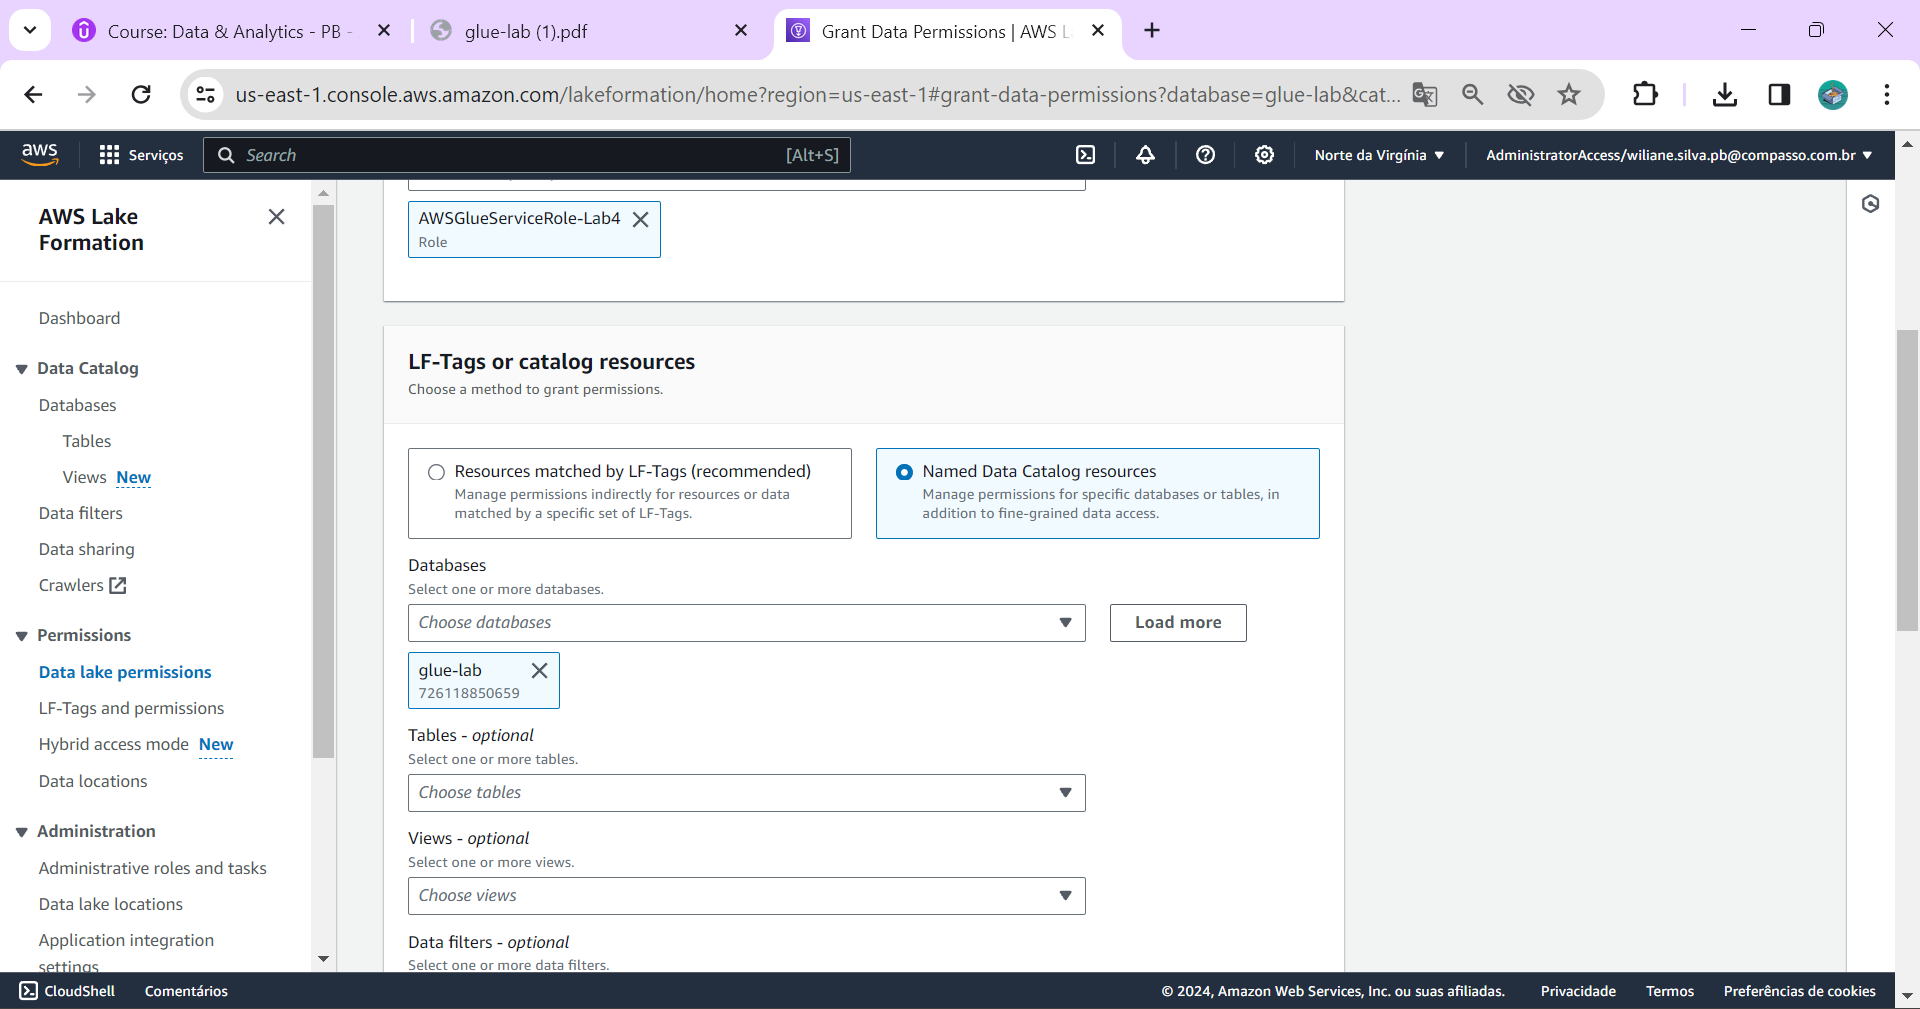 Course: Data & Analytics - PB -
glue-lab (1).pdf
Grant Data Permissions | AWS L
us-east-1.console.aws.amazon.com/lakeformation/home?region=us-east-1#grant-data-permissions?database=glue-lab&cat...
aws
Serviços
Search
[Alt+S]
Norte da Virgínia
AdministratorAccess/wiliane.silva.pb@compasso.com.br
AWS Lake
Formation
Dashboard
Data Catalog
Databases
Tables
Views New
Data filters
Data sharing
Crawlers
Permissions
Data lake permissions
LF-Tags and permissions
Hybrid access mode New
Data locations
Administration
Administrative roles and tasks
Data lake locations
Application integration
settings
AWSGlueServiceRole-Lab4
Role
LF-Tags or catalog resources
Choose a method to grant permissions.
Resources matched by LF-Tags (recommended)
Manage permissions indirectly for resources or data
matched by a specific set of LF-Tags.
Named Data Catalog resources
Manage permissions for specific databases or tables, in
addition to fine-grained data access.
Databases
Select one or more databases.
Choose databases
Load more
glue-lab
726118850659
Tables - optional
Select one or more tables.
Choose tables
Views - optional
Select one or more views.
Choose views
Data filters - optional
Select one or more data filters.
CloudShell
Comentários
© 2024, Amazon Web Services, Inc. ou suas afiliadas.
Privacidade
Termos
Preferências de cookies